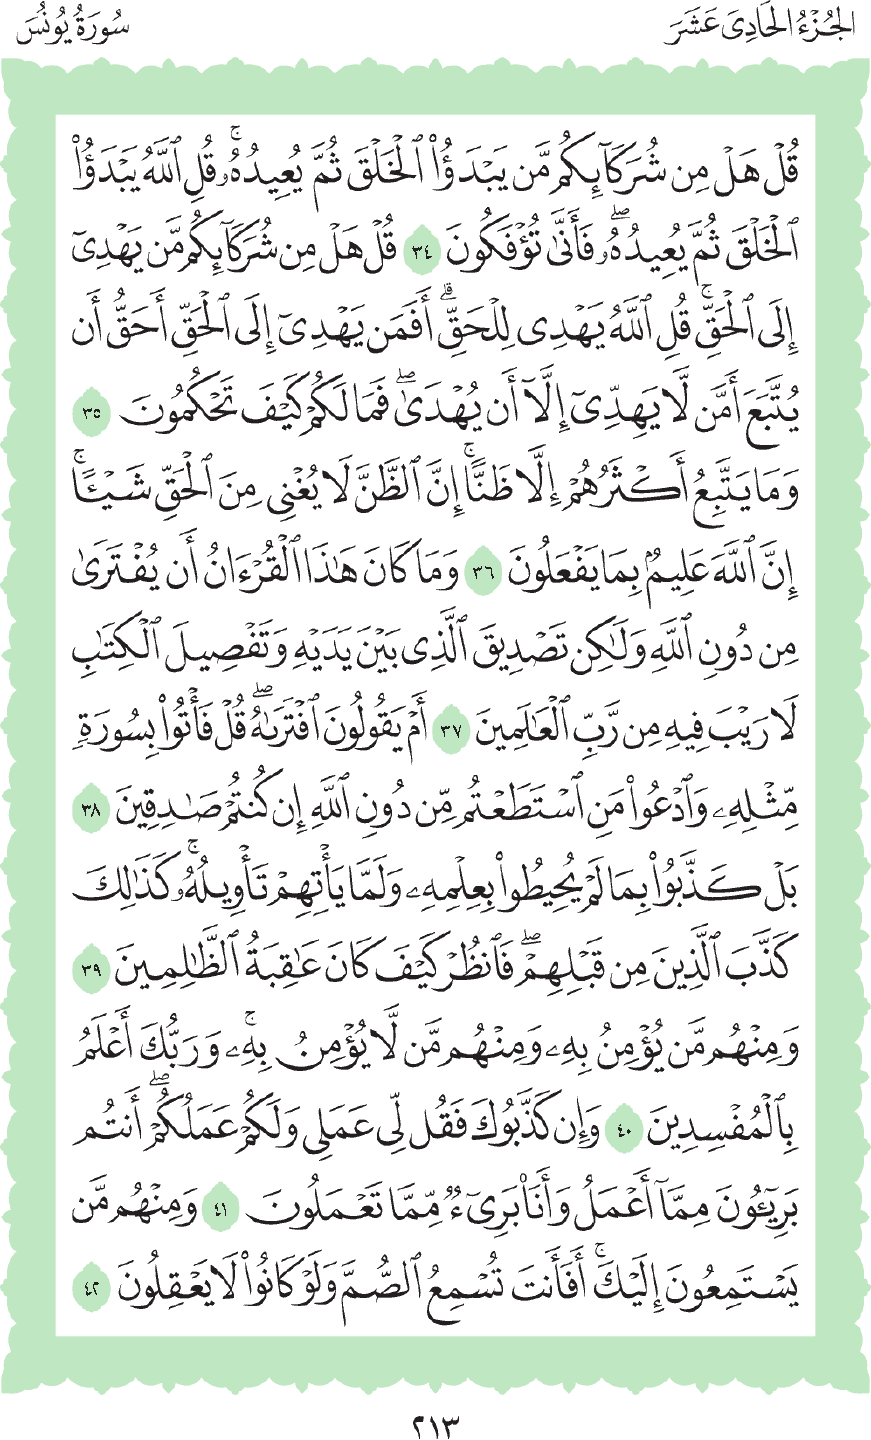 الجُزْءُ الحَادِى عَشَرَ
سُورَةُ يُونُسَ
قُلْ هَلْ مِن شُرَكَآئِكُم مَّن يَبْدَؤُا۟ ٱلْخَلْقَ ثُمَّ يُعِيدُهُۥ ۚ قُلِ ٱللَّهُ يَبْدَؤُا۟
ٱلْخَلْقَ ثُمَّ يُعِيدُهُۥ ۖ فَأَنَّىٰ تُؤْفَكُونَ ٣٤ قُلْ هَلْ مِن شُرَكَآئِكُم مَّن يَهْدِىٓ
إِلَى ٱلْحَقِّ ۚ قُلِ ٱللَّهُ يَهْدِى لِلْحَقِّ ۗ أَفَمَن يَهْدِىٓ إِلَى ٱلْحَقِّ أَحَقُّ أَن
يُتَّبَعَ أَمَّن لَّا يَهِدِّىٓ إِلَّآ أَن يُهْدَىٰ ۖ فَمَا لَكُمْ كَيْفَ تَحْكُمُونَ ٣٥
وَمَا يَتَّبِعُ أَكْثَرُهُمْ إِلَّا ظَنًّا ۚ إِنَّ ٱلظَّنَّ لَا يُغْنِى مِنَ ٱلْحَقِّ شَيْـًٔا ۚ
إِنَّ ٱللَّهَ عَلِيمٌۢ بِمَا يَفْعَلُونَ ٣٦ وَمَا كَانَ هَـٰذَا ٱلْقُرْءَانُ أَن يُفْتَرَىٰ
مِن دُونِ ٱللَّهِ وَلَـٰكِن تَصْدِيقَ ٱلَّذِى بَيْنَ يَدَيْهِ وَتَفْصِيلَ ٱلْكِتَـٰبِ
لَا رَيْبَ فِيهِ مِن رَّبِّ ٱلْعَـٰلَمِينَ ٣٧ أَمْ يَقُولُونَ ٱفْتَرَىٰهُ ۖ قُلْ فَأْتُوا۟ بِسُورَةٍ
مِّثْلِهِۦ وَٱدْعُوا۟ مَنِ ٱسْتَطَعْتُم مِّن دُونِ ٱللَّهِ إِن كُنتُمْ صَـٰدِقِينَ ٣٨
بَلْ كَذَّبُوا۟ بِمَا لَمْ يُحِيطُوا۟ بِعِلْمِهِۦ وَلَمَّا يَأْتِهِمْ تَأْوِيلُهُۥ ۚ كَذَٰلِكَ
كَذَّبَ ٱلَّذِينَ مِن قَبْلِهِمْ ۖ فَٱنظُرْ كَيْفَ كَانَ عَـٰقِبَةُ ٱلظَّـٰلِمِينَ ٣٩
وَمِنْهُم مَّن يُؤْمِنُ بِهِۦ وَمِنْهُم مَّن لَّا يُؤْمِنُ بِهِۦ ۚ وَرَبُّكَ أَعْلَمُ
بِٱلْمُفْسِدِينَ ٤٠ وَإِن كَذَّبُوكَ فَقُل لِّى عَمَلِى وَلَكُمْ عَمَلُكُمْ ۖ أَنتُم
بَرِيٓـُٔونَ مِمَّآ أَعْمَلُ وَأَنَا۠ بَرِىٓءٌ مِّمَّا تَعْمَلُونَ ٤١ وَمِنْهُم مَّن
يَسْتَمِعُونَ إِلَيْكَ ۚ أَفَأَنتَ تُسْمِعُ ٱلصُّمَّ وَلَوْ كَانُوا۟ لَا يَعْقِلُونَ ٤٢
٢١٣